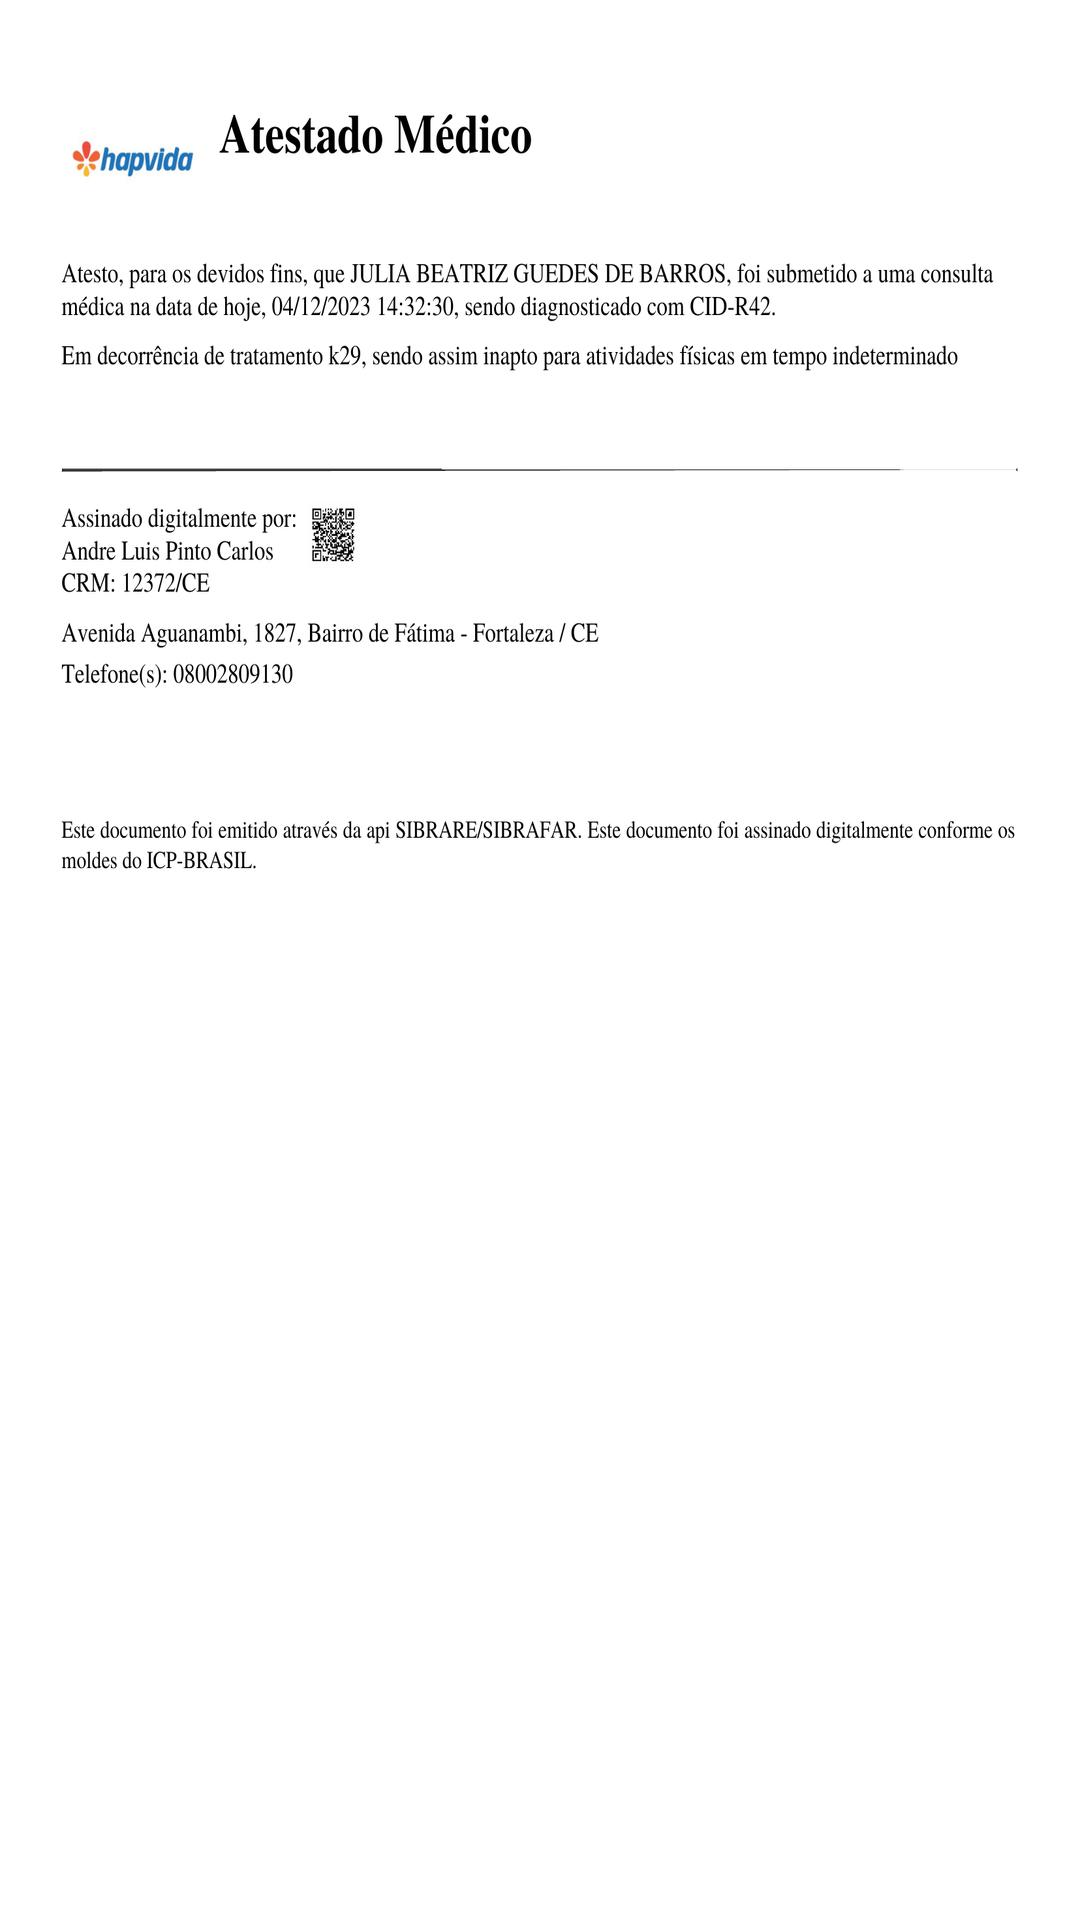 hapvida
Atestado Médico
Atesto, para os devidos fins, que JULIA BEATRIZ GUEDES DE BARROS, foi submetido a uma consulta
médica na data de hoje, 04/12/2023 14:32:30, sendo diagnosticado com CID-R42.
Em decorrência de tratamento k29, sendo assim inapto para atividades físicas em tempo indeterminado
Assinado digitalmente por:
Andre Luis Pinto Carlos
CRM: 12372/CE
Avenida Aguanambi, 1827, Bairro de Fátima - Fortaleza / CE
Telefone(s): 08002809130
Este documento foi emitido através da api SIBRARE/SIBRAFAR. Este documento foi assinado digitalmente conforme os
moldes do ICP-BRASIL.